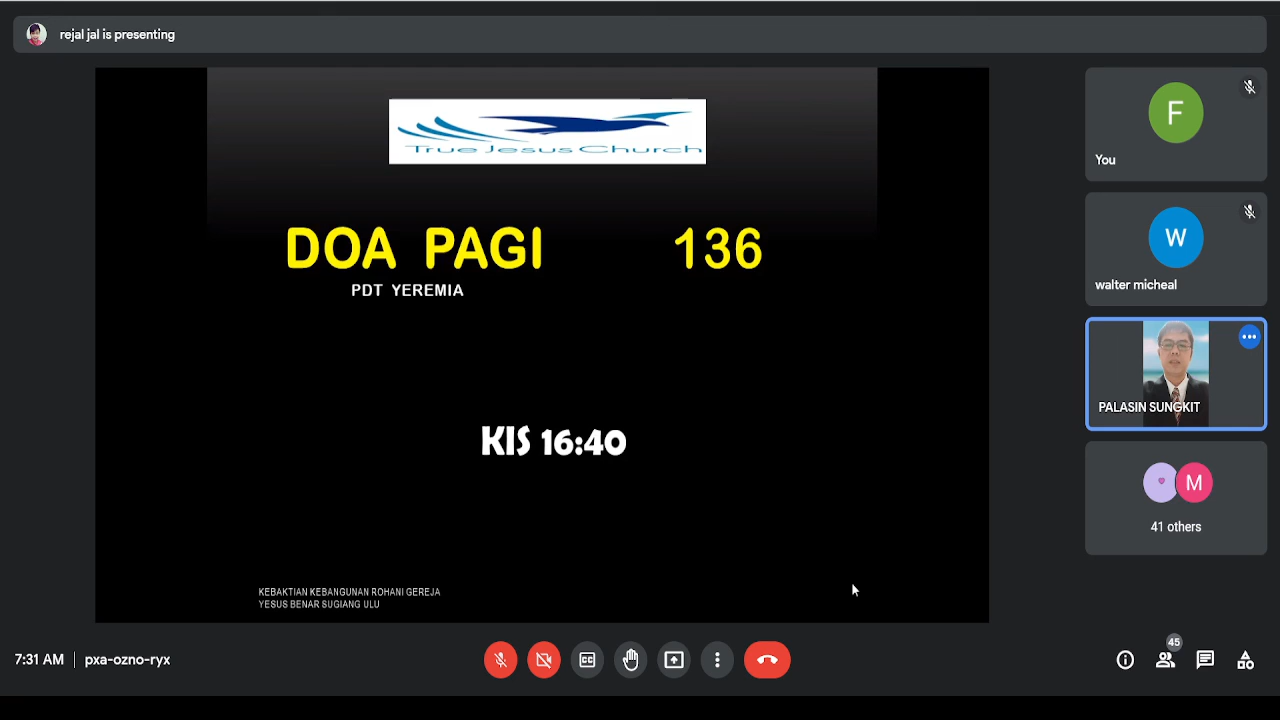 rejal jal is presenting
True Jesus Church
DOA PAGI 136
PDT YEREMIA
KIS 16:40
KEBAKTIAN KEBANGUNAN ROHANI GEREJA
YESUS BENAR SUGIANG ULU
F
You
W
walter micheal
PALASIN SUNGKIT
M
41 others
7:31 AM | pxa-ozno-ryx
CC
45